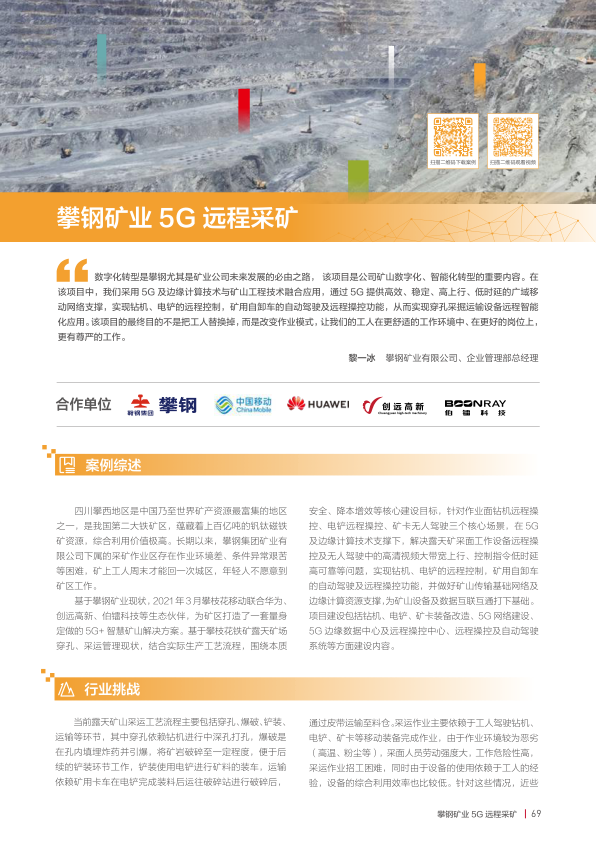 扫描二维码下载案例
扫描二维码观看视频
攀钢矿业 5G 远程采矿
数字化转型是攀钢尤其是矿业公司未来发展的必由之路， 该项目是公司矿山数字化、智能化转型的重要内容。在
该项目中，我们采用 5G 及边缘计算技术与矿山工程技术融合应用，通过 5G 提供高效、稳定、高上行、低时延的广域移
动网络支撑，实现钻机、电铲的远程控制，矿用自卸车的自动驾驶及远程操控功能，从而实现穿孔采掘运输设备远程智能
化应用。该项目的最终目的不是把工人替换掉，而是改变作业模式，让我们的工人在更舒适的工作环境中、在更好的岗位上，
更有尊严的工作。
黎一冰 攀钢矿业有限公司、企业管理部总经理
合作单位
鞍钢集团 攀钢
中国移动
China Mobile
HUAWEI
创远高新
BOONRAY
伯镭科技
案例综述
四川攀西地区是中国乃至世界矿产资源最富集的地区
之一，是我国第二大铁矿区，蕴藏着上百亿吨的钒钛磁铁
矿资源，综合利用价值极高。长期以来，攀钢集团矿业有
限公司下属的采矿作业区存在作业环境差、条件异常艰苦
等困难，矿上工人周末才能回一次城区，年轻人不愿意到
矿区工作。
基于攀钢矿业现状，2021 年 3 月攀枝花移动联合华为、
创远高新、伯镭科技等生态伙伴，为矿区打造了一套量身
定做的 5G+ 智慧矿山解决方案。基于攀枝花铁矿露天矿场
穿孔、采运管理现状，结合实际生产工艺流程，围绕本质
安全、降本增效等核心建设目标，针对作业面钻机远程操
控、电铲远程操控、矿卡无人驾驶三个核心场景，在 5G
及边缘计算技术支撑下，解决露天矿采面工作设备远程操
控及无人驾驶中的高清视频大带宽上行、控制指令低时延
高可靠等问题，实现钻机、电铲的远程控制，矿用自卸车
的自动驾驶及远程操控功能，并做好矿山传输基础网络及
边缘计算资源支撑，为矿山设备及数据互联互通打下基础。
项目建设包括钻机、电铲，矿卡装备改造、5G 网络建设、
5G 边缘数据中心及远程操控中心、远程操控及自动驾驶
系统等方面建设内容。
行业挑战
当前露天矿山采运工艺流程主要包括穿孔、爆破、铲装、
运输等环节，其中穿孔依赖钻机进行中深孔打孔，爆破是
在孔内填埋炸药并引爆，将矿岩破碎至一定程度，便于后
续的铲装环节工作，铲装使用电铲进行矿料的装车，运输
依赖矿用卡车在电铲完成装料后运往破碎站进行破碎后，
通过皮带运输至料仓。采运作业主要依赖于工人驾驶钻机、
电铲、矿卡等移动装备完成作业，由于作业环境较为恶劣
（高温、粉尘等），采面人员劳动强度大，工作危险性高，
采运作业招工困难，同时由于设备的使用依赖于工人的经
验，设备的综合利用效率也比较低。针对这些情况，近些
攀钢矿业 5G 远程采矿 | 69